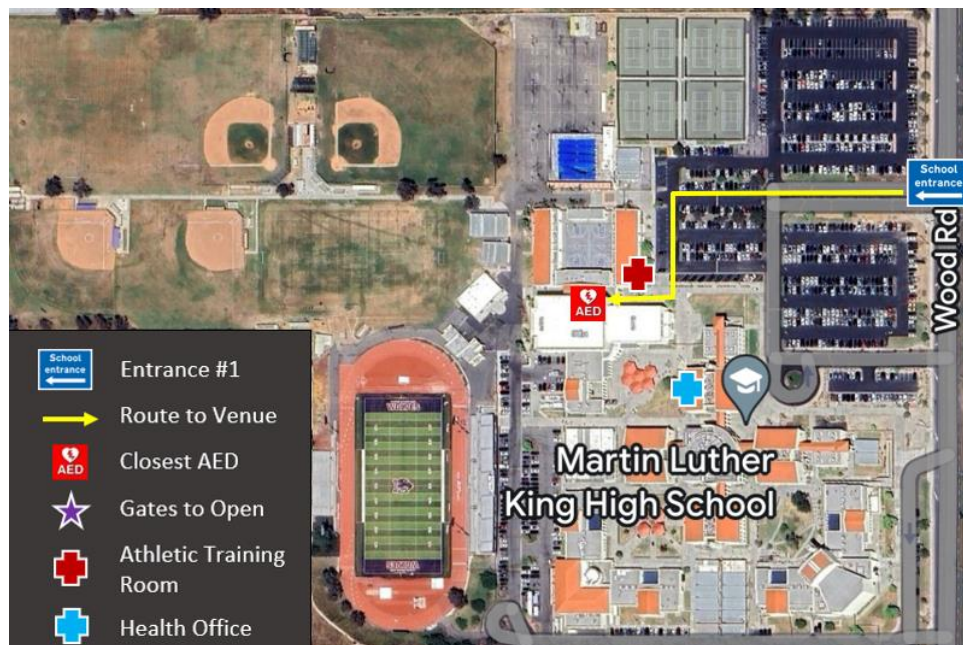 School
entrance
Wood Rd
AED
Martin Luther
King High School
WOLVES
School
entrance
Entrance #1
Route to Venue
AED
Closest AED
Gates to Open
Athletic Training
Room
Health Office